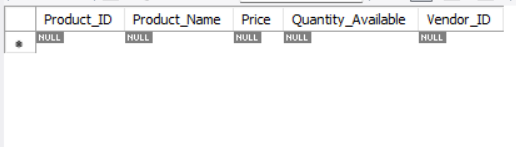 Product_ID Product_Name Price Quantity_Available Vendor_ID
NULL NULL NULL NULL NULL